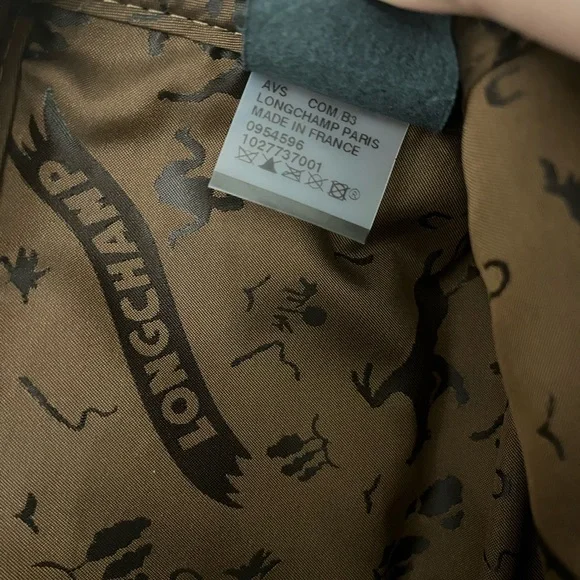 AVS COM B3
LONGCHAMP PARIS
MADE IN FRANCE
0954596
1027737001
LONGCHAMP